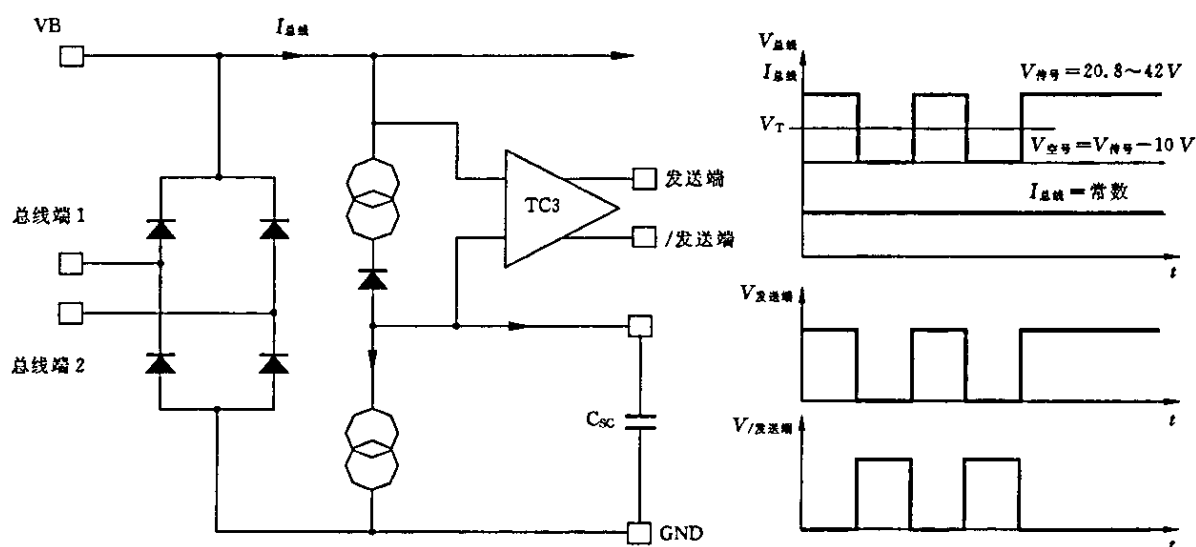 VB
I总线
总线端1
总线端2
TC3
发送端
/发送端
CSC
GND
V总线
I总线
V传号=20.8~42V
VT
V空号=V传号-10V
I总线=常数
t
V发送端
t
V/发送端
t